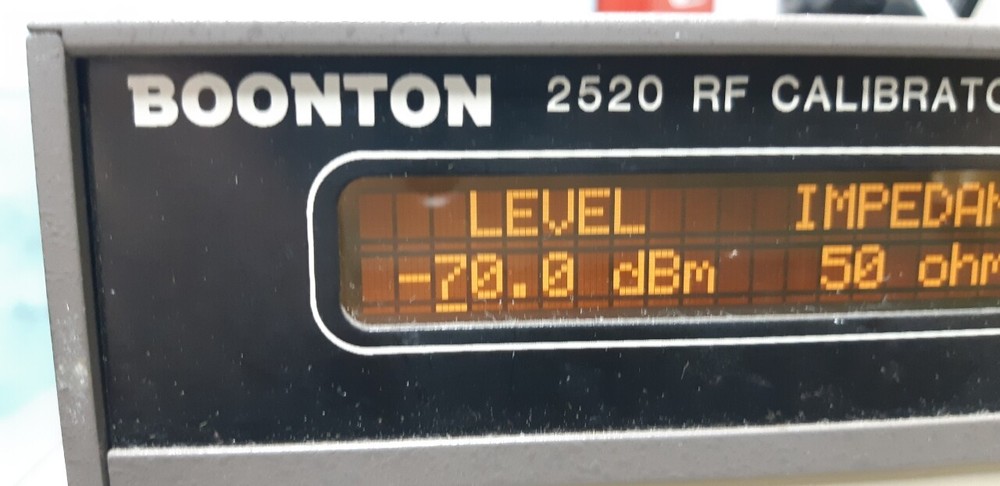 BOONTON 2520 RF CALIBRATO
LEVEL IMPEDAN
-70.0 dBm 50 ohm